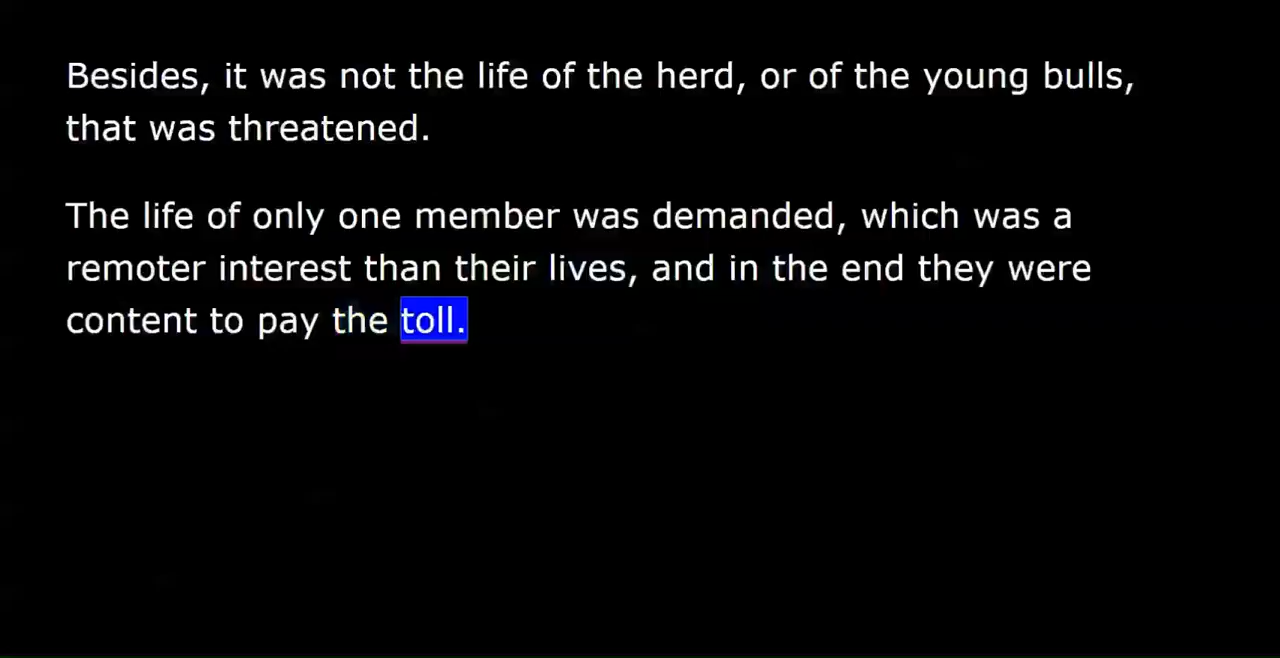 Besides, it was not the life of the herd, or of the young bulls,
that was threatened.
The life of only one member was demanded, which was a
remoter interest than their lives, and in the end they were
content to pay the toll.